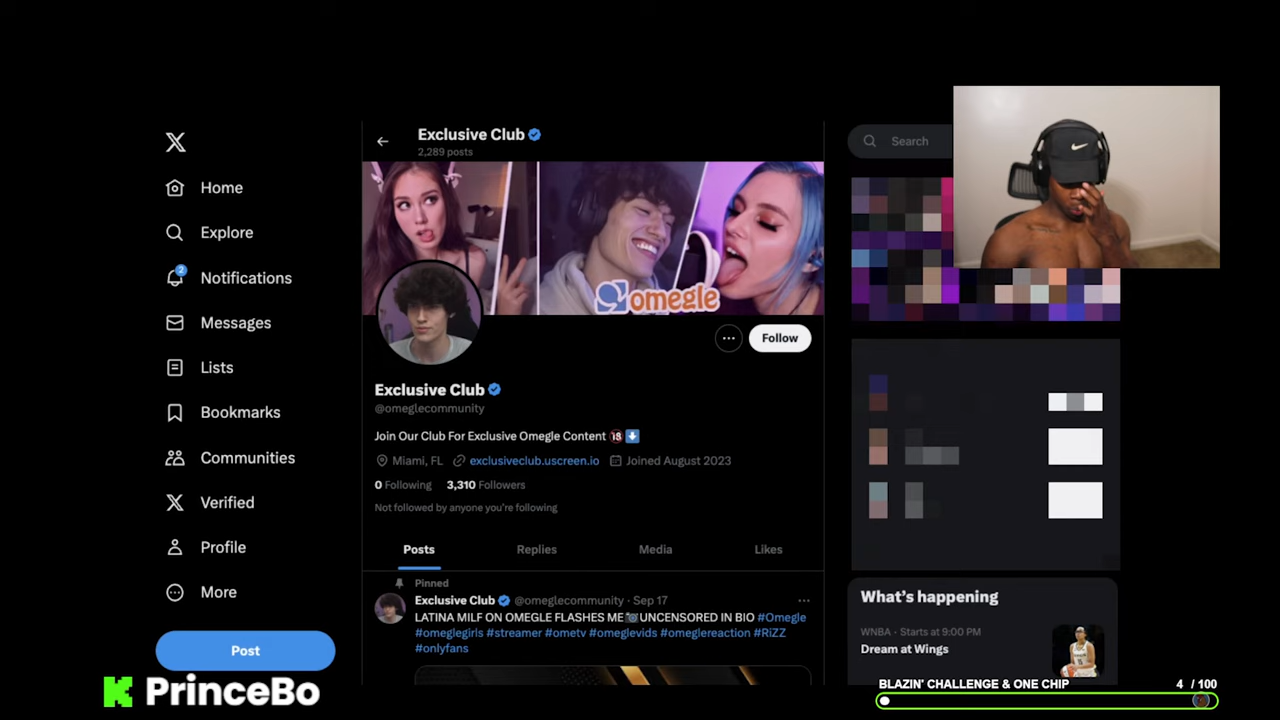 Exclusive Club
2,289 posts
Search
Home
Explore
2
Notifications
Messages
Lists
Bookmarks
Communities
Verified
Profile
More
Post
omegle
Follow
Exclusive Club
@omeglecommunity
Join Our Club For Exclusive Omegle Content 🔞⬇️
Miami, FL exclusiveclub.uscreen.io Joined August 2023
0 Following 3,310 Followers
Not followed by anyone you're following
Posts Replies Media Likes
Pinned
Exclusive Club @omeglecommunity · Sep 17
LATINA MILF ON OMEGLE FLASHES ME📸UNCENSORED IN BIO #Omegle
#omeglegirls #streamer #ometv #omeglevids #omeglereaction #RiZZ
#onlyfans
What's happening
WNBA · Starts at 9:00 PM
Dream at Wings
PrinceBo
BLAZIN' CHALLENGE & ONE CHIP 4 / 100